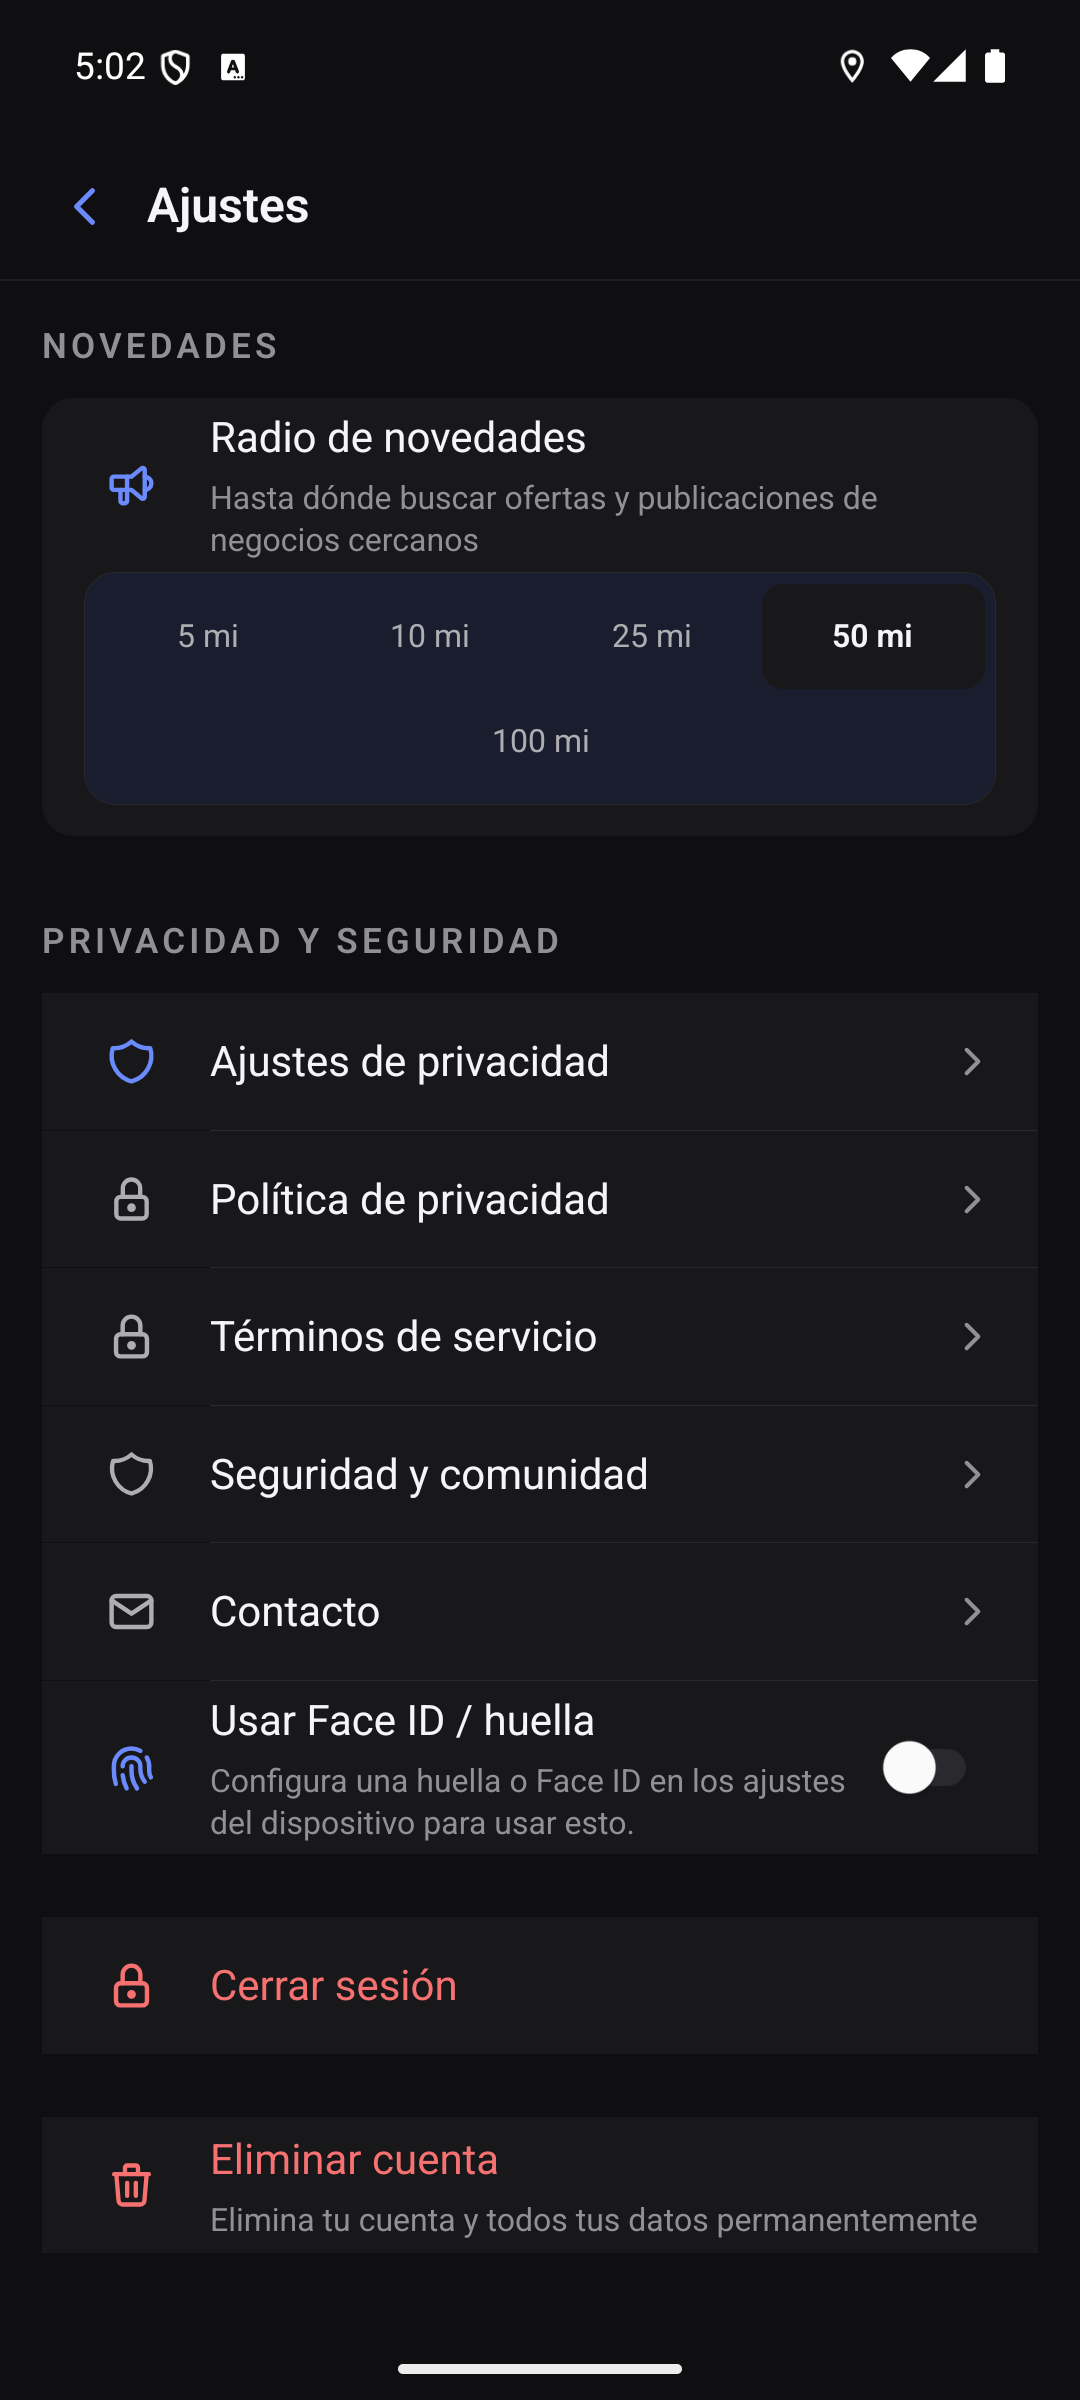 5:02
Ajustes
NOVEDADES
Radio de novedades
Hasta dónde buscar ofertas y publicaciones de
negocios cercanos
5 mi
10 mi
25 mi
50 mi
100 mi
PRIVACIDAD Y SEGURIDAD
Ajustes de privacidad
Política de privacidad
Términos de servicio
Seguridad y comunidad
Contacto
Usar Face ID / huella
Configura una huella o Face ID en los ajustes
del dispositivo para usar esto.
Cerrar sesión
Eliminar cuenta
Elimina tu cuenta y todos tus datos permanentemente